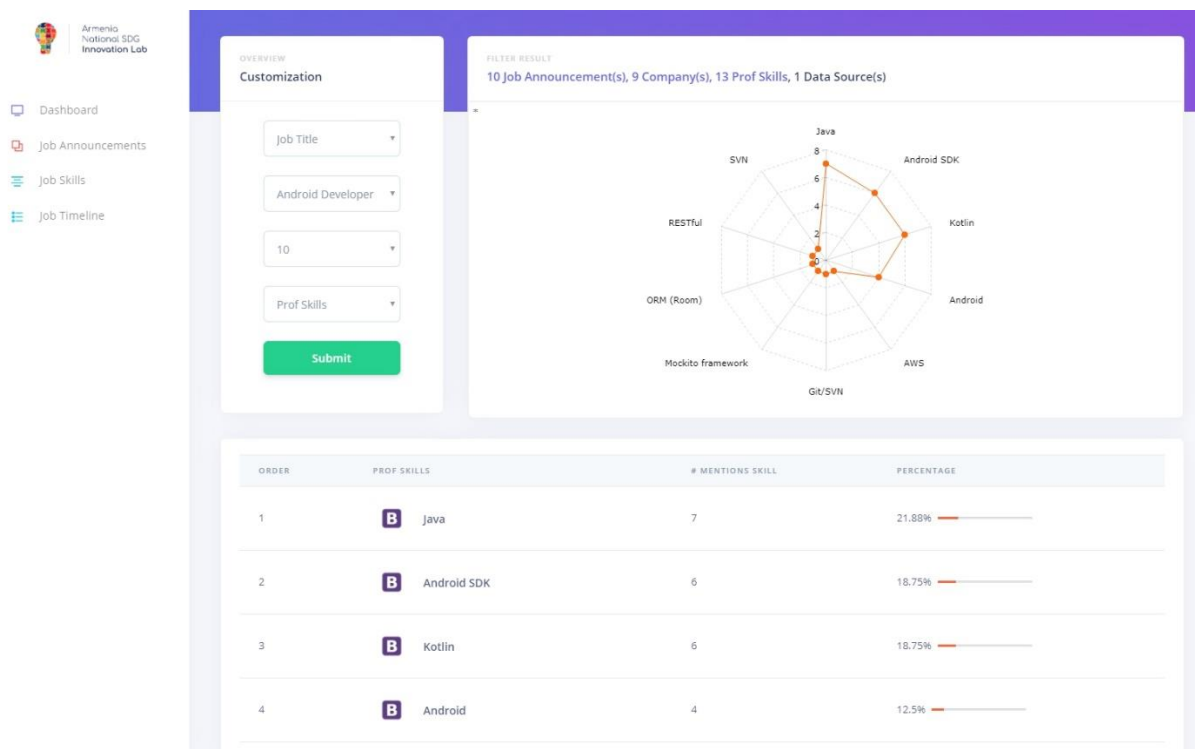 Armenia
National SDG
Innovation Lab
Dashboard
Job Announcements
Job Skills
Job Timeline
OVERVIEW
Customization
Job Title
Android Developer
10
Prof Skills
Submit
FILTER RESULT
10 Job Announcement(s), 9 Company(s), 13 Prof Skills, 1 Data Source(s)
Java
SVN
8
Android SDK
6
4
RESTful
Kotlin
2
0
ORM (Room)
Android
Mockito framework
AWS
Git/SVN
ORDER PROF SKILLS # MENTIONS SKILL PERCENTAGE
1 B Java 7 21.88%
2 B Android SDK 6 18.75%
3 B Kotlin 6 18.75%
4 B Android 4 12.5%